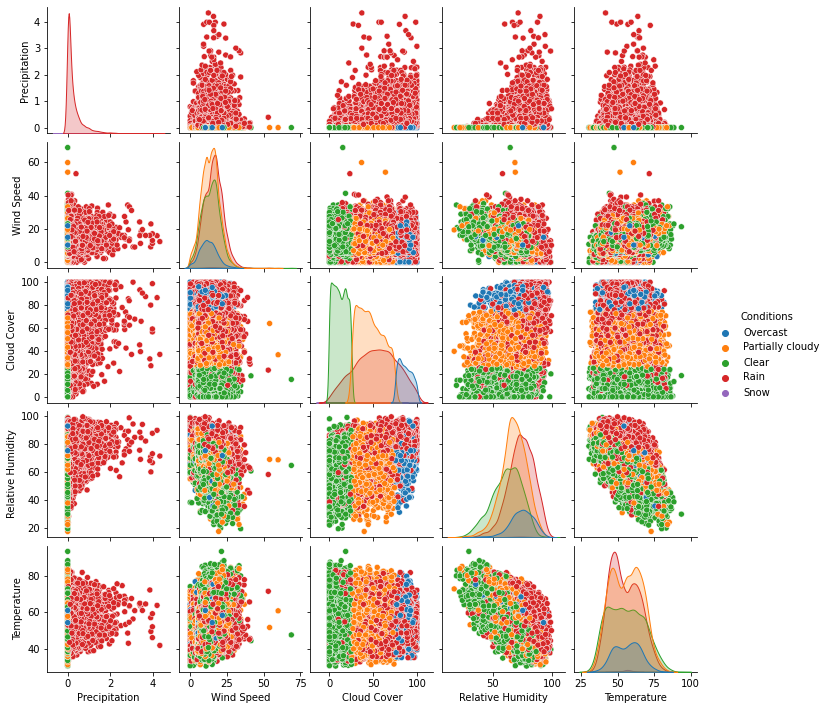 Precipitation
4
3
2
1
0
Wind Speed
60
40
20
0
Cloud Cover
100
80
60
40
20
0
Conditions
Overcast
Partially cloudy
Clear
Rain
Snow
Relative Humidity
100
80
60
40
20
Temperature
80
60
40
0 2 4 0 25 50 75 0 50 100 50 100 25 50 75 100
Precipitation Wind Speed Cloud Cover Relative Humidity Temperature